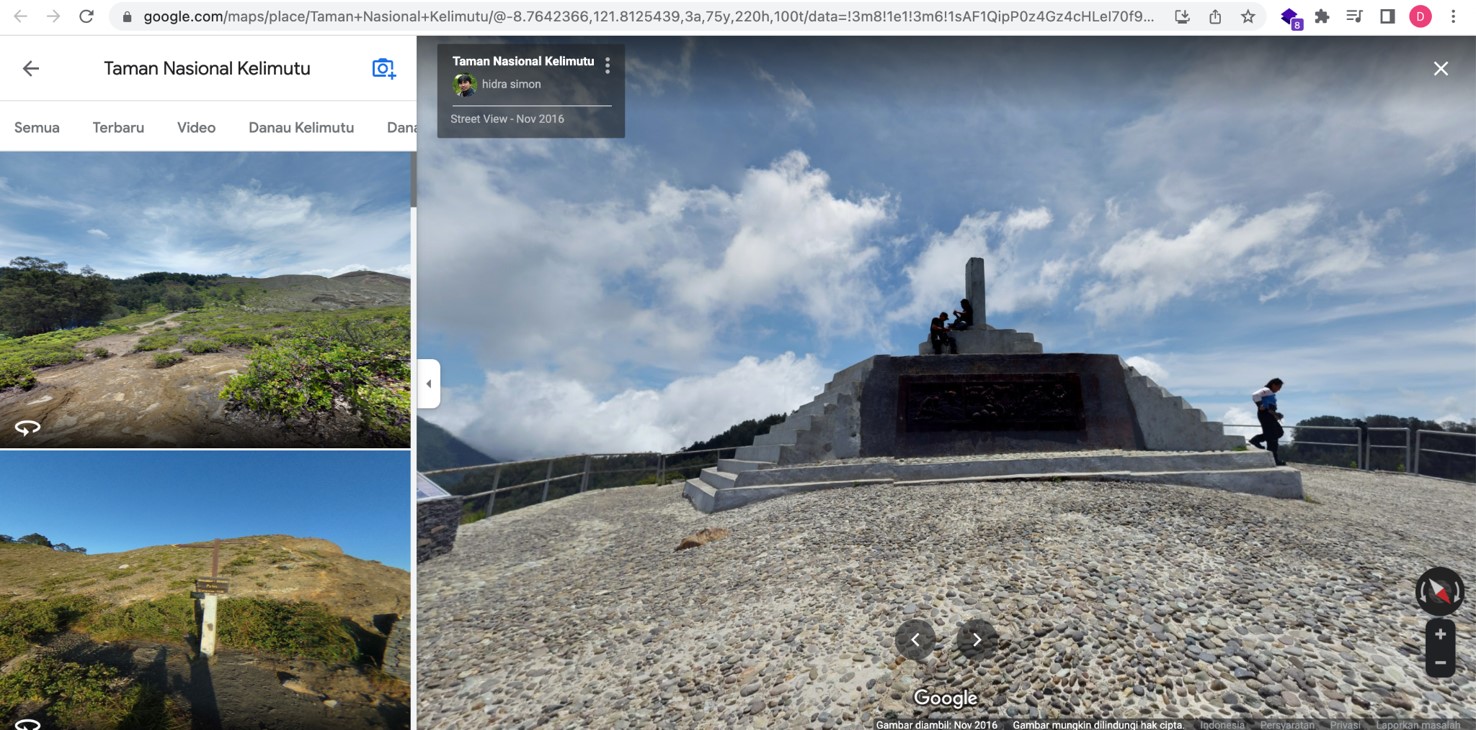 google.com/maps/place/Taman+Nasional+Kelimutu/@-8.7642366,121.8125439,3a,75y,220h,100t/data=!3m8!1e1!3m6!1sAF1QipP0z4Gz4cHLeI70f9...
8
D
Taman Nasional Kelimutu
Semua Terbaru Video Danau Kelimutu Dana
Taman Nasional Kelimutu
hidra simon
Street View - Nov 2016
Google
Gambar diambil: Nov 2016 Gambar mungkin dilindungi hak cipta. Indonesia Persyaratan Privasi Laporkan masalah